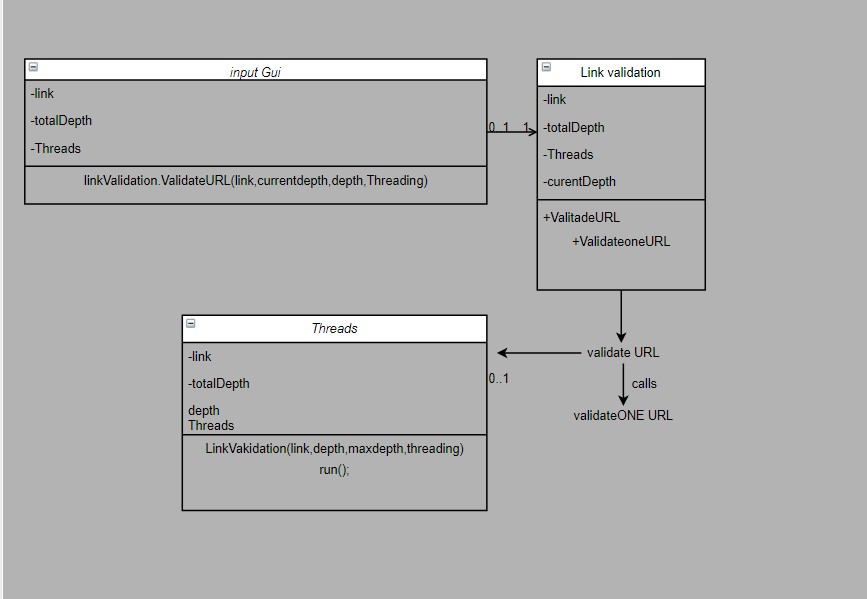 input Gui
-link
-totalDepth
-Threads
linkValidation.ValidateURL(link,currentdepth,depth,Threading)
0..1 1
Link validation
-link
-totalDepth
-Threads
-curentDepth
+ValitadeURL
+ValidateoneURL
validate URL
calls
validateONE URL
0..1
Threads
-link
-totalDepth
depth
Threads
LinkVakidation(link,depth,maxdepth,threading)
run();